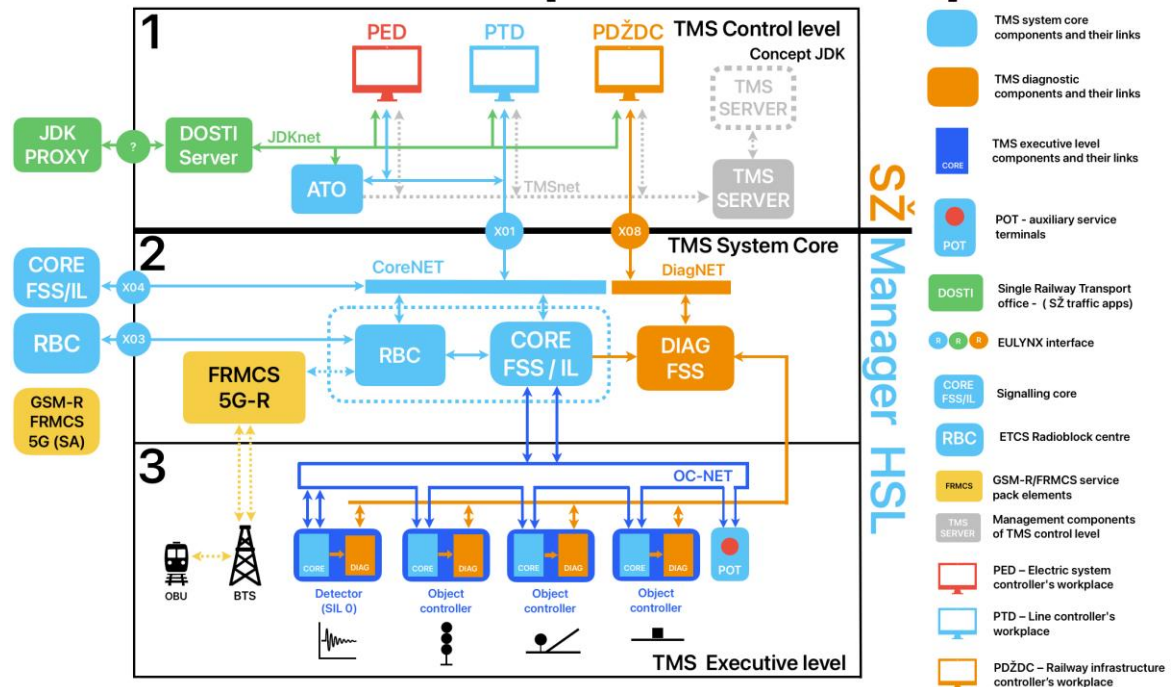 1
PED
PTD
PDŽDC
TMS Control level
Concept JDK
TMS
SERVER
JDK
PROXY
?
DOSTI
Server
JDKnet
ATO
TMSnet
TMS
SERVER
X01
X08
2
TMS System Core
CORE
FSS/IL
X04
CoreNET
DiagNET
RBC
X03
RBC
CORE
FSS / IL
DIAG
FSS
FRMCS
5G-R
GSM-R
FRMCS
5G (SA)
3
OC-NET
CORE
DIAG
CORE
DIAG
CORE
DIAG
CORE
DIAG
POT
OBU
BTS
Detector
(SIL 0)
Object
controller
Object
controller
Object
controller
TMS Executive level
SŽ Manager HSL
TMS system core
components and their links
TMS diagnostic
components and their links
CORE
TMS executive level
components and their links
POT
POT - auxiliary service
terminals
DOSTI
Single Railway Transport
office - ( SŽ traffic apps)
R
R
R
EULYNX interface
CORE
FSS/IL
Signalling core
RBC
ETCS Radioblock centre
FRMCS
GSM-R/FRMCS service
pack elements
TMS
SERVER
Management components
of TMS control level
PED – Electric system
controller's workplace
PTD – Line controller's
workplace
PDŽDC – Railway infrastructure
controller's workplace